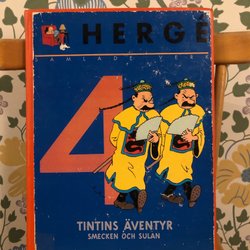 HERGÉ
SAMLADE VERK
4
TINTINS ÄVENTYR
SMECKEN OCH SULAN